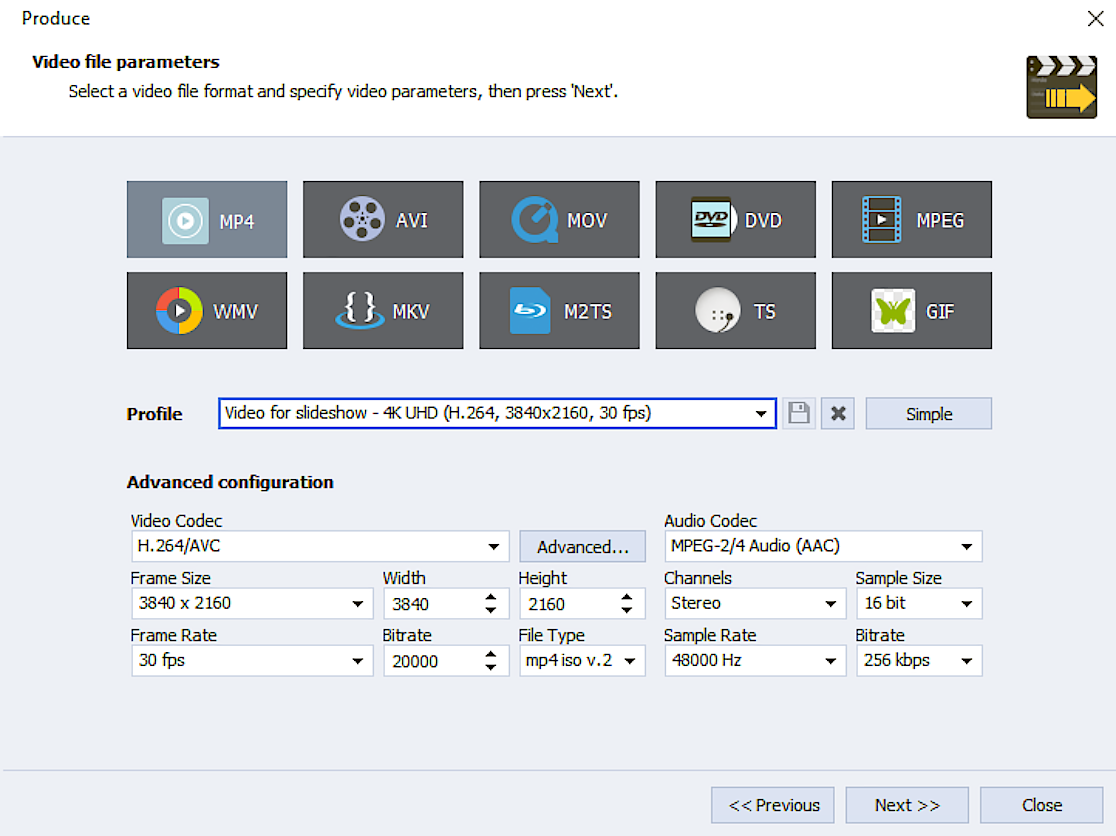 Produce
Video file parameters
Select a video file format and specify video parameters, then press 'Next'.
MP4 AVI MOV DVD DVD MPEG
WMV MKV M2TS TS GIF
Profile Video for slideshow - 4K UHD (H.264, 3840x2160, 30 fps) Simple
Advanced configuration
Video Codec Audio Codec
H.264/AVC Advanced... MPEG-2/4 Audio (AAC)
Frame Size Width Height Channels Sample Size
3840 x 2160 3840 2160 Stereo 16 bit
Frame Rate Bitrate File Type Sample Rate Bitrate
30 fps 20000 mp4 iso v.2 48000 Hz 256 kbps
<< Previous Next >> Close